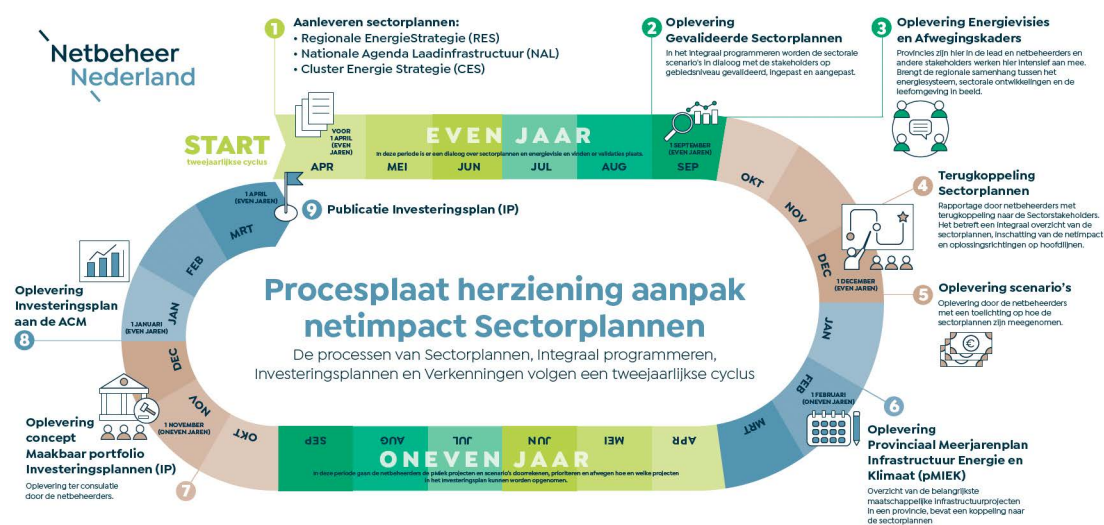 Netbeheer
Nederland
1
Aanleveren sectorplannen:
• Regionale EnergieStrategie (RES)
• Nationale Agenda Laadinfrastructuur (NAL)
• Cluster Energie Strategie (CES)
2
Oplevering
Gevalideerde Sectorplannen
In het integraal programmeren worden de sectorale
scenario's in dialoog met de stakeholders op
gebiedsniveau gevalideerd, ingepast en aangepast.
3
Oplevering Energievisies
en Afwegingskaders
Provincies zijn hier in de lead en netbeheerders en
andere stakeholders werken hier intensief aan mee.
Brengt de regionale samenhang tussen het
energiesysteem, sectorale ontwikkelingen en de
leefomgeving in beeld.
START
tweejaarlijkse cyclus
VOOR
1 APRIL
(EVEN
JAREN)
EVEN JAAR
In deze periode is er een dialoog over sectorplannen en energievisie en vinden er validaties plaats.
1 SEPTEMBER
(EVEN JAREN)
APR
MEI
JUN
JUL
AUG
SEP
OKT
NOV
DEC
1 DECEMBER
(EVEN JAREN)
JAN
FEB
1 FEBRUARI
(ONEVEN JAREN)
MRT
4
Terugkoppeling
Sectorplannen
Rapportage door netbeheerders met
terugkoppeling naar de Sectorstakeholders.
Het betreft een integraal overzicht van de
sectorplannen, inschatting van de netimpact
en oplossingsrichtingen op hoofdlijnen.
5
Oplevering scenario's
Oplevering door de netbeheerders
met een toelichting op hoe de
sectorplannen zijn meegenomen.
6
Oplevering
Provinciaal Meerjarenplan
Infrastructuur Energie en
Klimaat (pMIEK)
Overzicht van de belangrijkste
maatschappelijke infrastructuurprojecten
in een provincie, bevat een koppeling naar
de sectorplannen
Procesplaat herziening aanpak
netimpact Sectorplannen
De processen van Sectorplannen, Integraal programmeren,
Investeringsplannen en Verkenningen volgen een tweejaarlijkse cyclus
APR
MEI
JUN
JUL
AUG
SEP
ONEVEN JAAR
In deze periode gaan de netbeheerders de pMiek projecten en scenario's doorrekenen, prioriteren en afwegen hoe en welke projecten
in het investeringsplan kunnen worden opgenomen.
OKT
NOV
1 NOVEMBER
(ONEVEN JAREN)
DEC
7
Oplevering
concept
Maakbaar portfolio
Investeringsplannen (IP)
Oplevering ter consulatie
door de netbeheerders.
JAN
1 JANUARI
(EVEN JAREN)
8
Oplevering
Investeringsplan
aan de ACM
FEB
MRT
1 APRIL
(EVEN JAREN)
9
Publicatie Investeringsplan (IP)